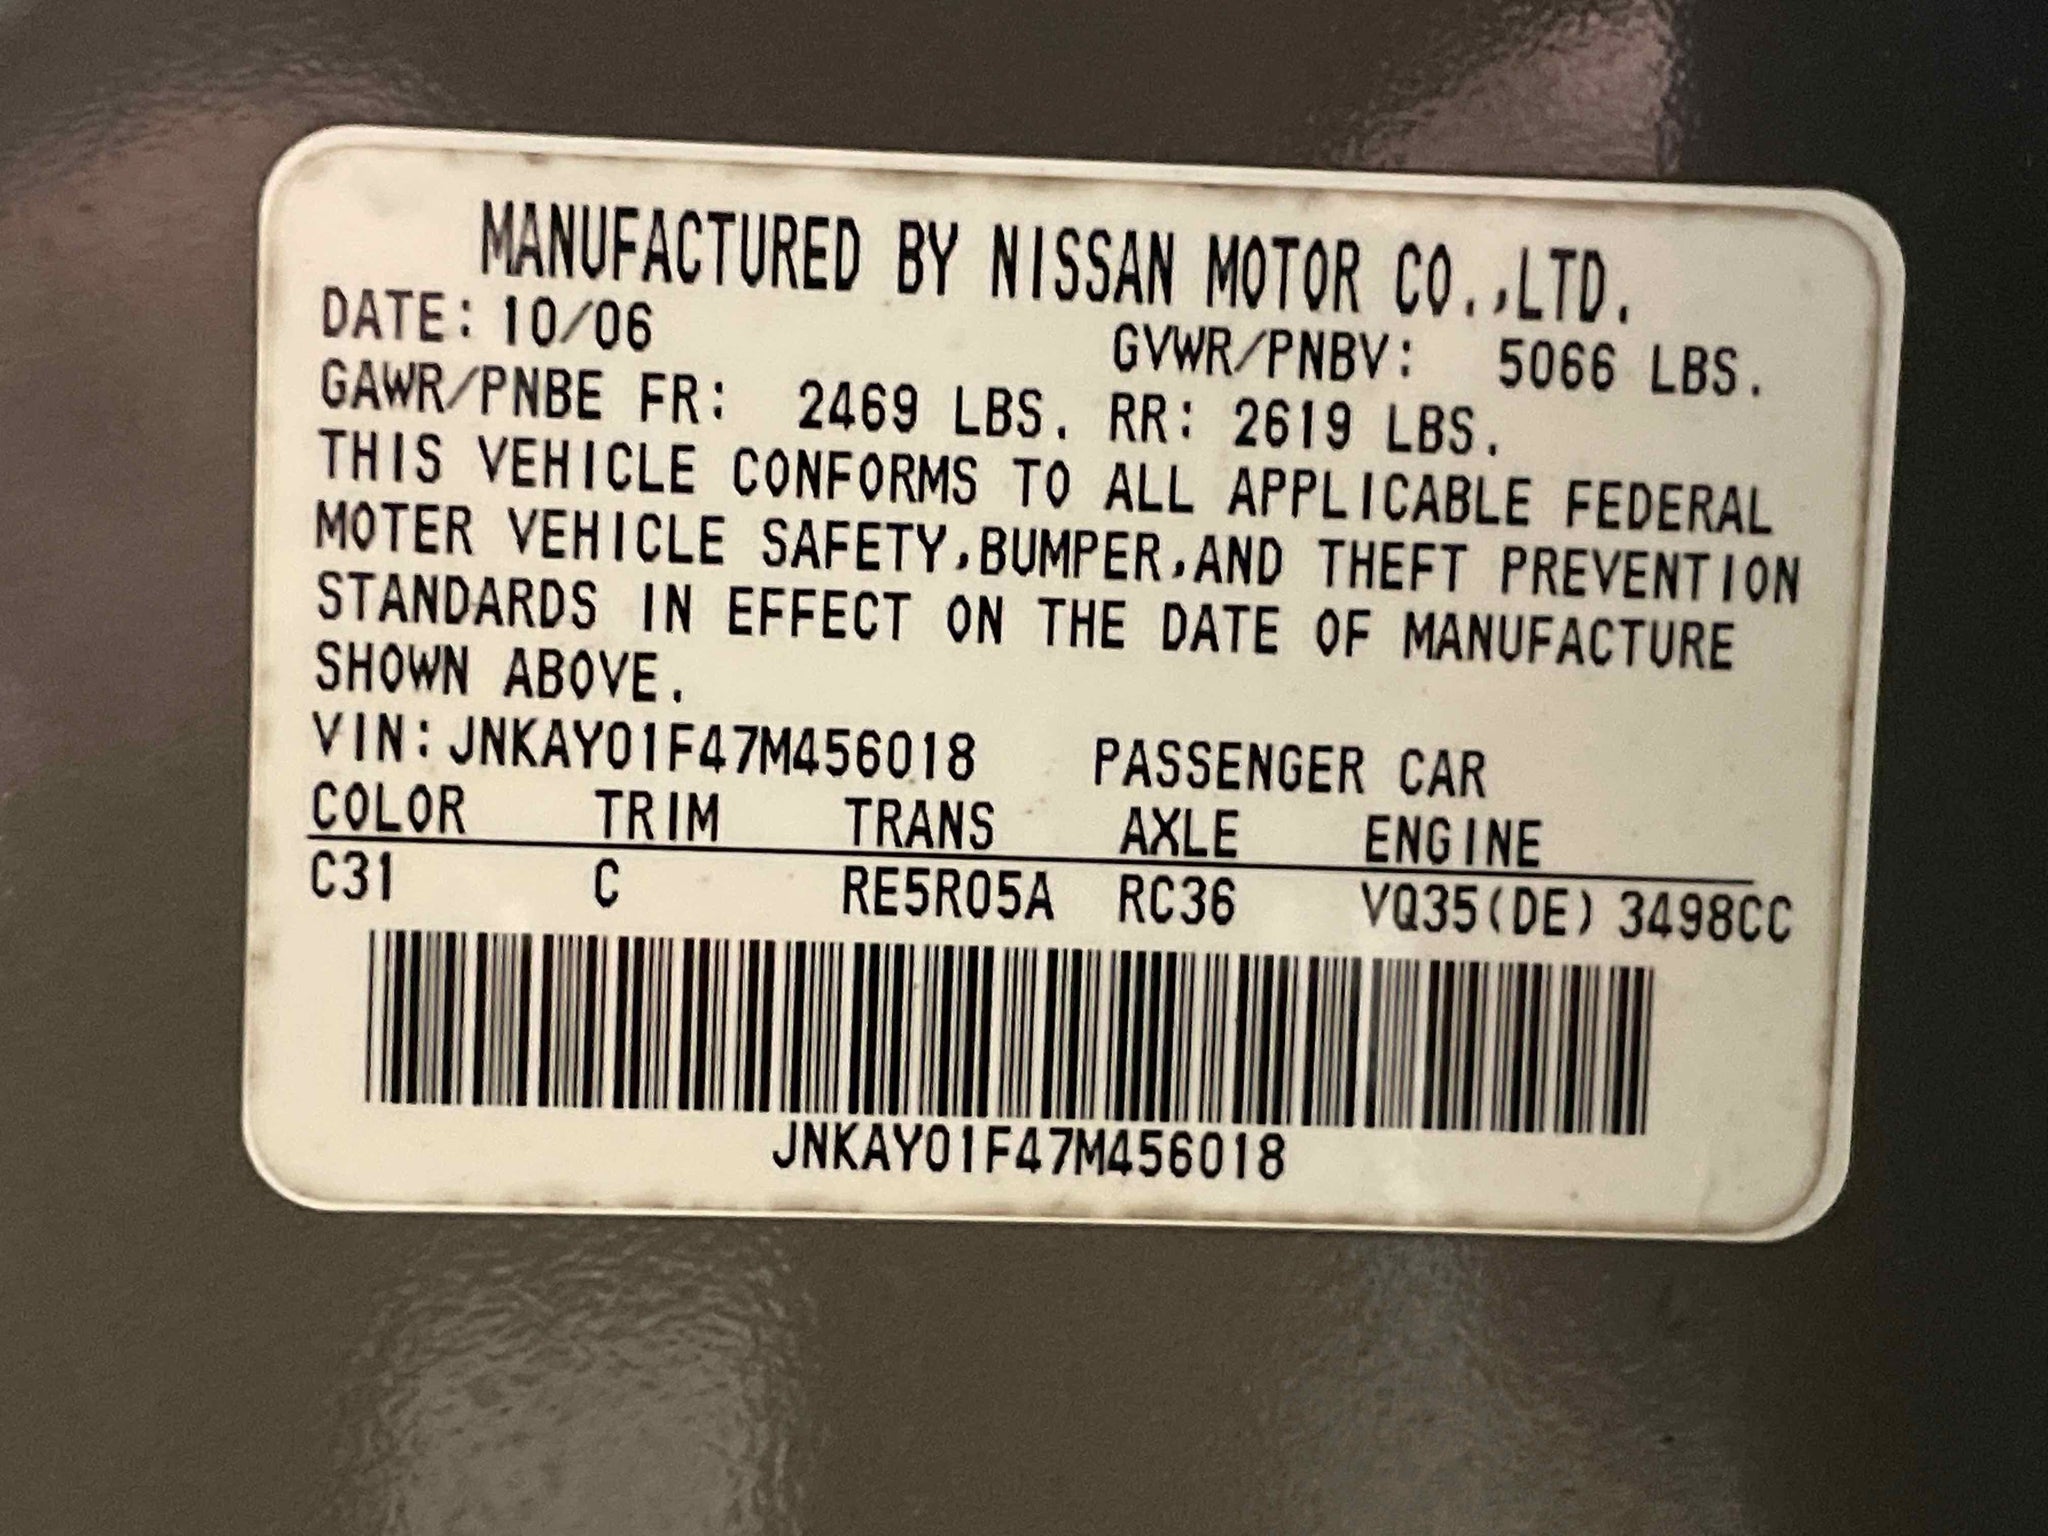 MANUFACTURED BY NISSAN MOTOR CO.,LTD.
DATE: 10/06 GVWR/PNBV: 5066 LBS.
GAWR/PNBE FR: 2469 LBS. RR: 2619 LBS.
THIS VEHICLE CONFORMS TO ALL APPLICABLE FEDERAL
MOTER VEHICLE SAFETY,BUMPER,AND THEFT PREVENTION
STANDARDS IN EFFECT ON THE DATE OF MANUFACTURE
SHOWN ABOVE.
VIN:JNKAY01F47M456018 PASSENGER CAR
COLOR TRIM TRANS AXLE ENGINE
C31 C RE5R05A RC36 VQ35(DE) 3498CC
JNKAY01F47M456018